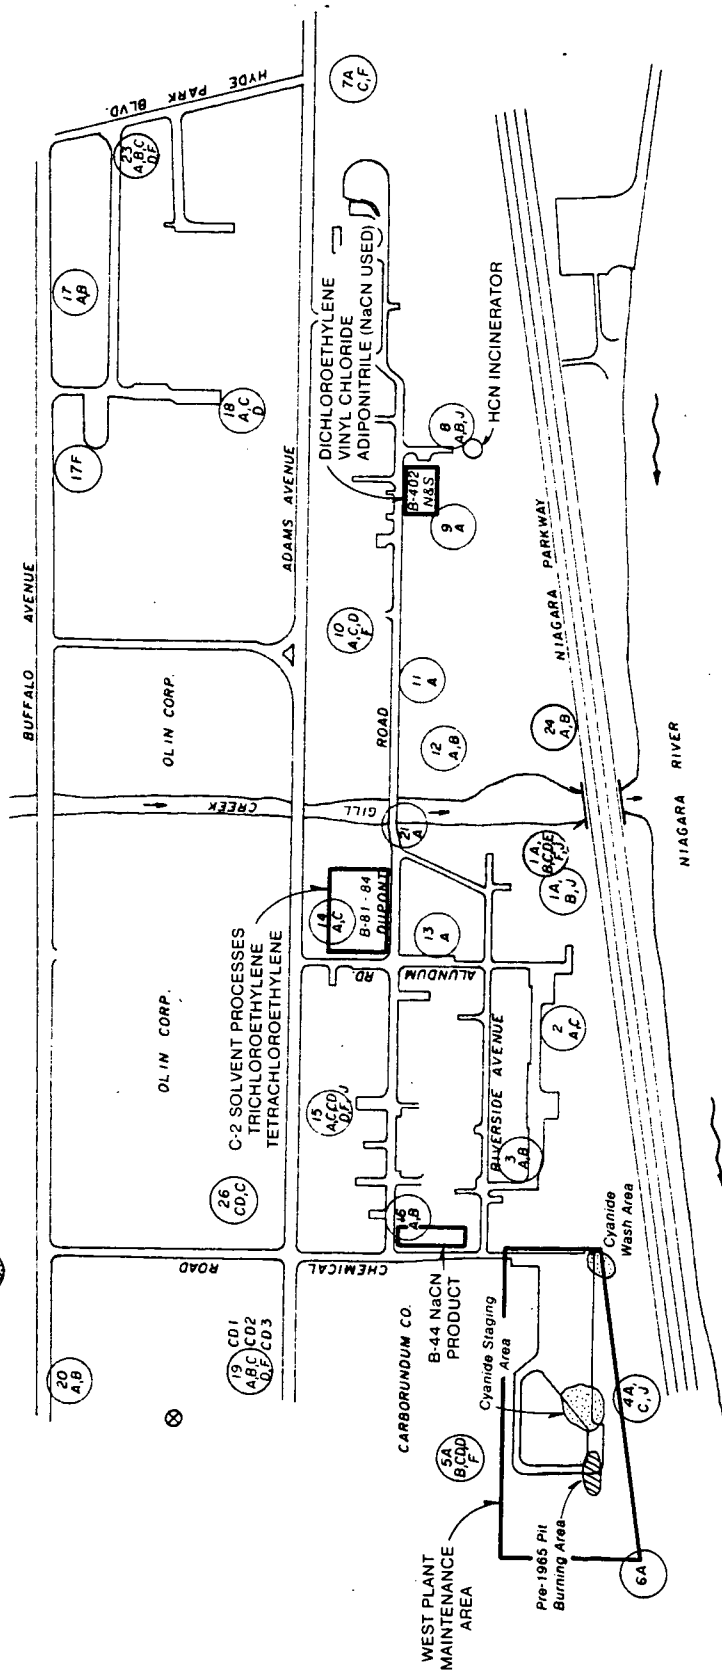 BUFFALO AVENUE
HYDE PARK BLVD.
20
A,B
19
A,B,C
D,F
CD1
CD2
CD3
26
CD,C
OLIN CORP.
OLIN CORP.
17F
17
A,B
18
A,C
D
23
A,B,C
D,F
ROAD
CHEMICAL
C-2 SOLVENT PROCESSES
TRICHLOROETHYLENE
TETRACHLOROETHYLENE
CREEK
GILL
ADAMS AVENUE
7A
C,F
CARBORUNDUM CO.
15
14
A,C
B-81-84
DUPONT
RD.
ALUNDUM
10
A,C,D
F
ROAD
DICHLOROETHYLENE
VINYL CHLORIDE
ADIPONITRILE (NaCN USED)
B-402
N&S
8
A,B,J
HCN INCINERATOR
9
A
11
A
12
A,B
21
A
13
A
16
A,B
B-44 NaCN
PRODUCT
RIVERSIDE AVENUE
3
A,B
2
A,C
1A,
B,J
1A,
B,C,D,E
F,J
24
A,B
NIAGARA PARKWAY
NIAGARA RIVER
WEST PLANT
MAINTENANCE
AREA
5A
B,CD,D
F
Cyanide Staging
Area
Cyanide
Wash Area
Pre-1965 Pit
Burning Area
4A,
C,J
6A